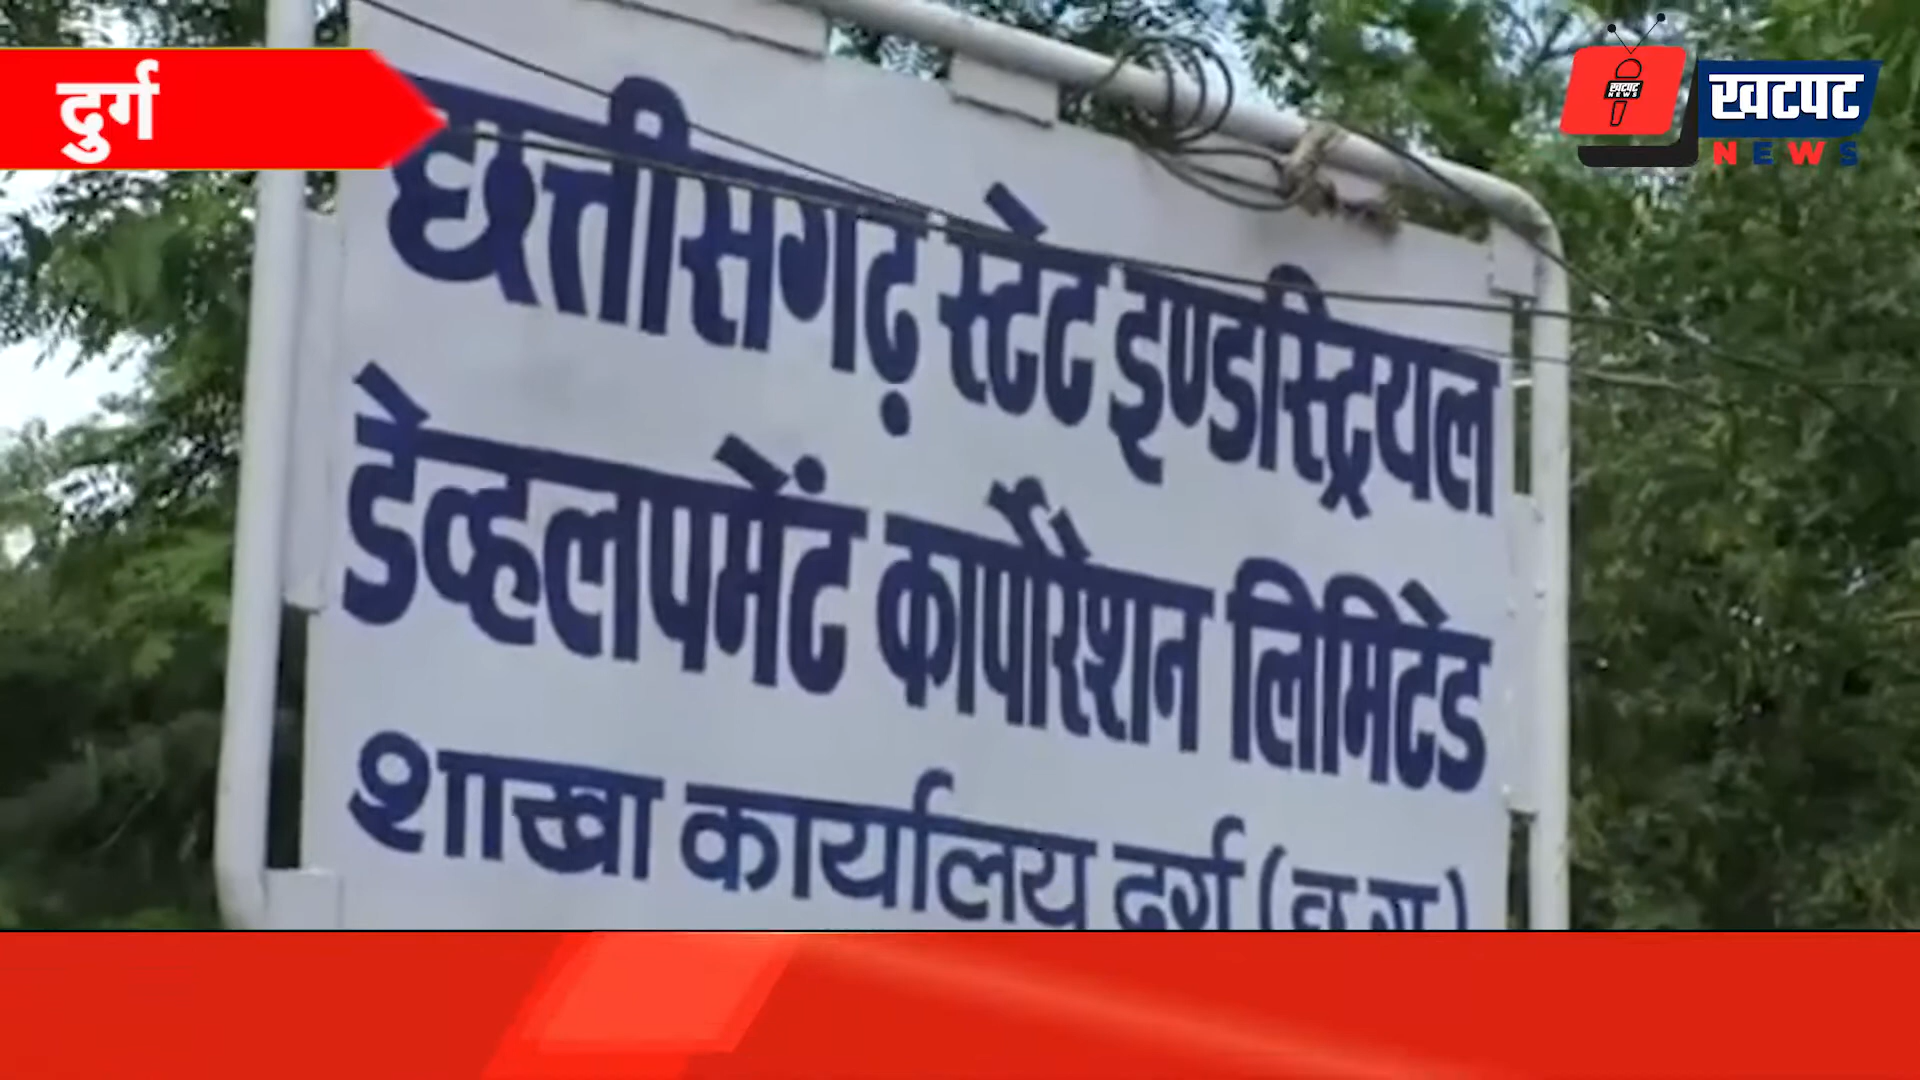 दुर्ग
खटपट
NEWS
छत्तीसगढ़ स्टेट इण्डस्ट्रियल
डेव्हलपमेंट कार्पोरेशन लिमिटेड
शाखा कार्यालय दुर्ग (छ.ग.)